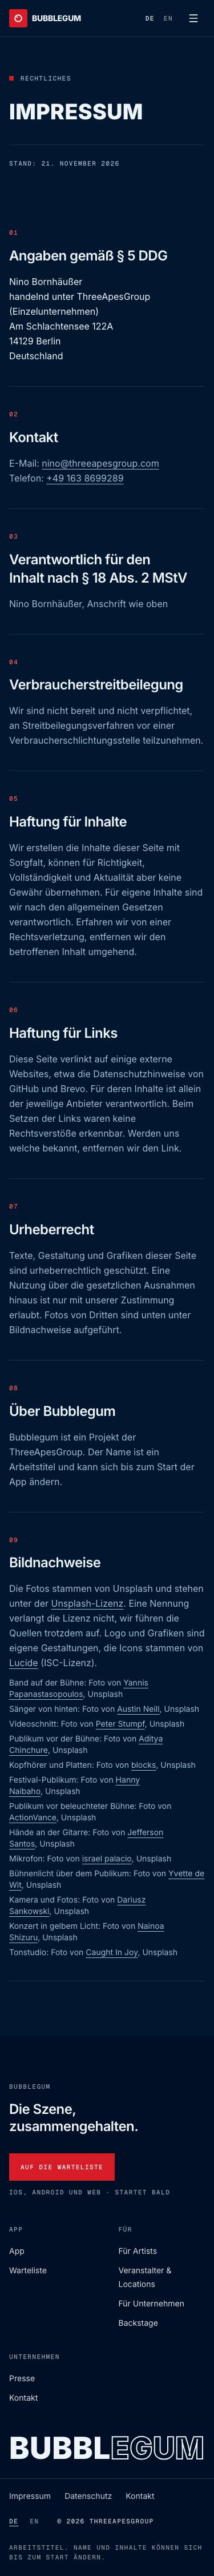 BUBBLEGUM
DE EN
RECHTLICHES
IMPRESSUM
STAND: 21. NOVEMBER 2026
01
Angaben gemäß § 5 DDG
Nino Bornhäußer
handelnd unter ThreeApesGroup
(Einzelunternehmen)
Am Schlachtensee 122A
14129 Berlin
Deutschland
02
Kontakt
E-Mail: nino@threeapesgroup.com
Telefon: +49 163 8699289
03
Verantwortlich für den
Inhalt nach § 18 Abs. 2 MStV
Nino Bornhäußer, Anschrift wie oben
04
Verbraucherstreitbeilegung
Wir sind nicht bereit und nicht verpflichtet,
an Streitbeilegungsverfahren vor einer
Verbraucherschlichtungsstelle teilzunehmen.
05
Haftung für Inhalte
Wir erstellen die Inhalte dieser Seite mit
Sorgfalt, können für Richtigkeit,
Vollständigkeit und Aktualität aber keine
Gewähr übernehmen. Für eigene Inhalte sind
wir nach den allgemeinen Gesetzen
verantwortlich. Erfahren wir von einer
Rechtsverletzung, entfernen wir den
betroffenen Inhalt umgehend.
06
Haftung für Links
Diese Seite verlinkt auf einige externe
Websites, etwa die Datenschutzhinweise von
GitHub und Brevo. Für deren Inhalte ist allein
der jeweilige Anbieter verantwortlich. Beim
Setzen der Links waren keine
Rechtsverstöße erkennbar. Werden uns
welche bekannt, entfernen wir den Link.
07
Urheberrecht
Texte, Gestaltung und Grafiken dieser Seite
sind urheberrechtlich geschützt. Eine
Nutzung über die gesetzlichen Ausnahmen
hinaus ist nur mit unserer Zustimmung
erlaubt. Fotos von Dritten sind unten unter
Bildnachweise aufgeführt.
08
Über Bubblegum
Bubblegum ist ein Projekt der
ThreeApesGroup. Der Name ist ein
Arbeitstitel und kann sich bis zum Start der
App ändern.
09
Bildnachweise
Die Fotos stammen von Unsplash und stehen
unter der Unsplash-Lizenz. Eine Nennung
verlangt die Lizenz nicht, wir führen die
Quellen trotzdem auf. Logo und Grafiken sind
eigene Gestaltungen, die Icons stammen von
Lucide (ISC-Lizenz).
Band auf der Bühne: Foto von Yannis
Papanastasopoulos, Unsplash
Sänger von hinten: Foto von Austin Neill, Unsplash
Videoschnitt: Foto von Peter Stumpf, Unsplash
Publikum vor der Bühne: Foto von Aditya
Chinchure, Unsplash
Kopfhörer und Platten: Foto von blocks, Unsplash
Festival-Publikum: Foto von Hanny
Naibaho, Unsplash
Publikum vor beleuchteter Bühne: Foto von
ActionVance, Unsplash
Hände an der Gitarre: Foto von Jefferson
Santos, Unsplash
Mikrofon: Foto von israel palacio, Unsplash
Bühnenlicht über dem Publikum: Foto von Yvette de
Wit, Unsplash
Kamera und Fotos: Foto von Dariusz
Sankowski, Unsplash
Konzert in gelbem Licht: Foto von Nainoa
Shizuru, Unsplash
Tonstudio: Foto von Caught In Joy, Unsplash
BUBBLEGUM
Die Szene,
zusammengehalten.
AUF DIE WARTELISTE
IOS, ANDROID UND WEB · STARTET BALD
APP
App
Warteliste
FÜR
Für Artists
Veranstalter &
Locations
Für Unternehmen
Backstage
UNTERNEHMEN
Presse
Kontakt
BUBBLEGUM
Impressum Datenschutz Kontakt
DE EN © 2026 THREEAPESGROUP
ARBEITSTITEL. NAME UND INHALTE KÖNNEN SICH
BIS ZUM START ÄNDERN.